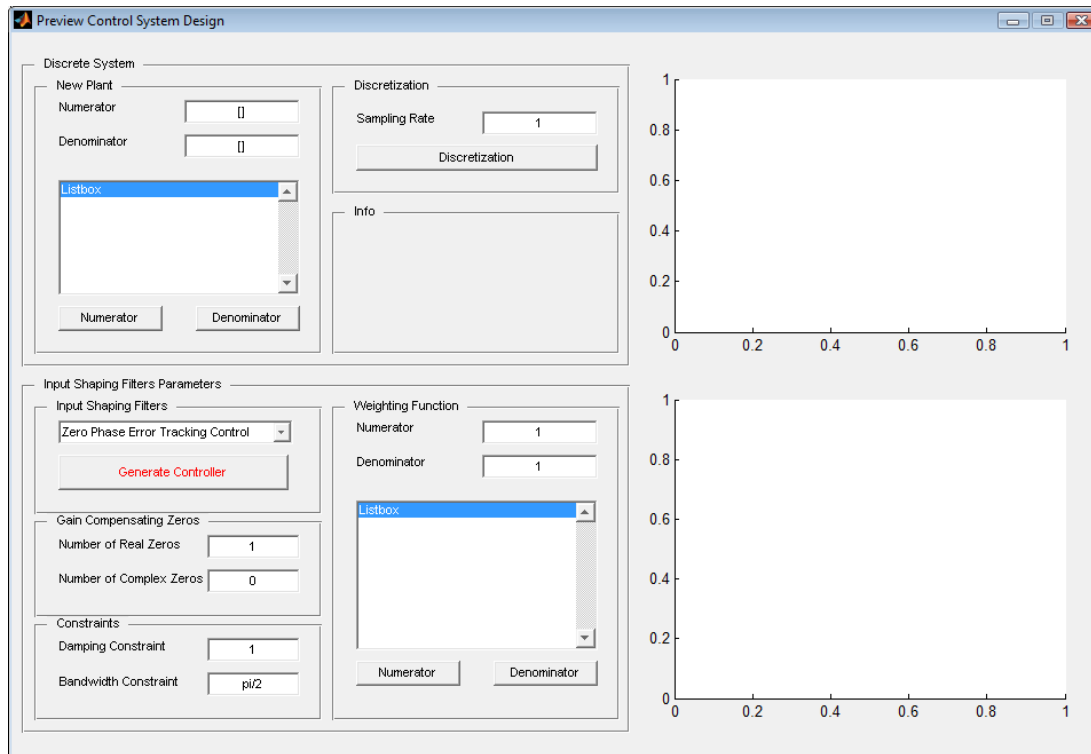 Preview Control System Design
Discrete System
New Plant
Numerator []
Denominator []
Listbox
Numerator Denominator
Discretization
Sampling Rate 1
Discretization
Info
Input Shaping Filters Parameters
Input Shaping Filters
Zero Phase Error Tracking Control
Generate Controller
Gain Compensating Zeros
Number of Real Zeros 1
Number of Complex Zeros 0
Constraints
Damping Constraint 1
Bandwidth Constraint pi/2
Weighting Function
Numerator 1
Denominator 1
Listbox
Numerator Denominator
1
0.8
0.6
0.4
0.2
0
0 0.2 0.4 0.6 0.8 1
1
0.8
0.6
0.4
0.2
0
0 0.2 0.4 0.6 0.8 1